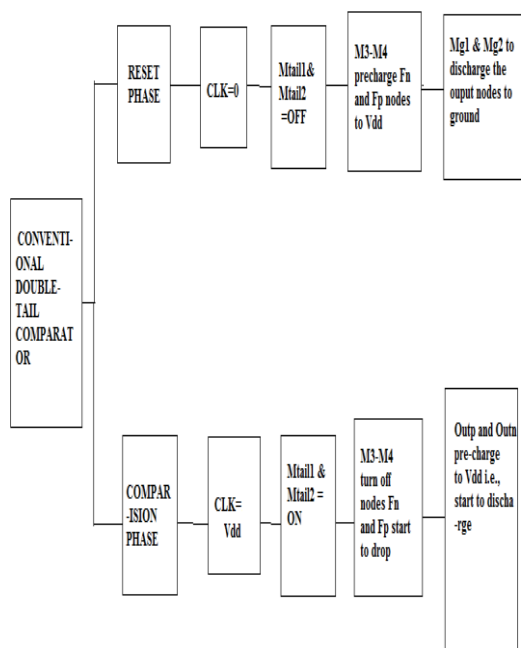 RESET
PHASE
CLK=0
Mtail1&
Mtail2
=OFF
M3-M4
precharge Fn
and Fp nodes
to Vdd
Mg1 & Mg2 to
discharge the
ouput nodes to
ground
CONVENTI-
ONAL
DOUBLE-
TAIL
COMPARAT
OR
COMPAR
-ISION
PHASE
CLK=
Vdd
Mtail1 &
Mtail2 =
ON
M3-M4
turn off
nodes Fn
and Fp start
to drop
Outp and Outn
pre-charge
to Vdd i.e.,
start to discha
-rge